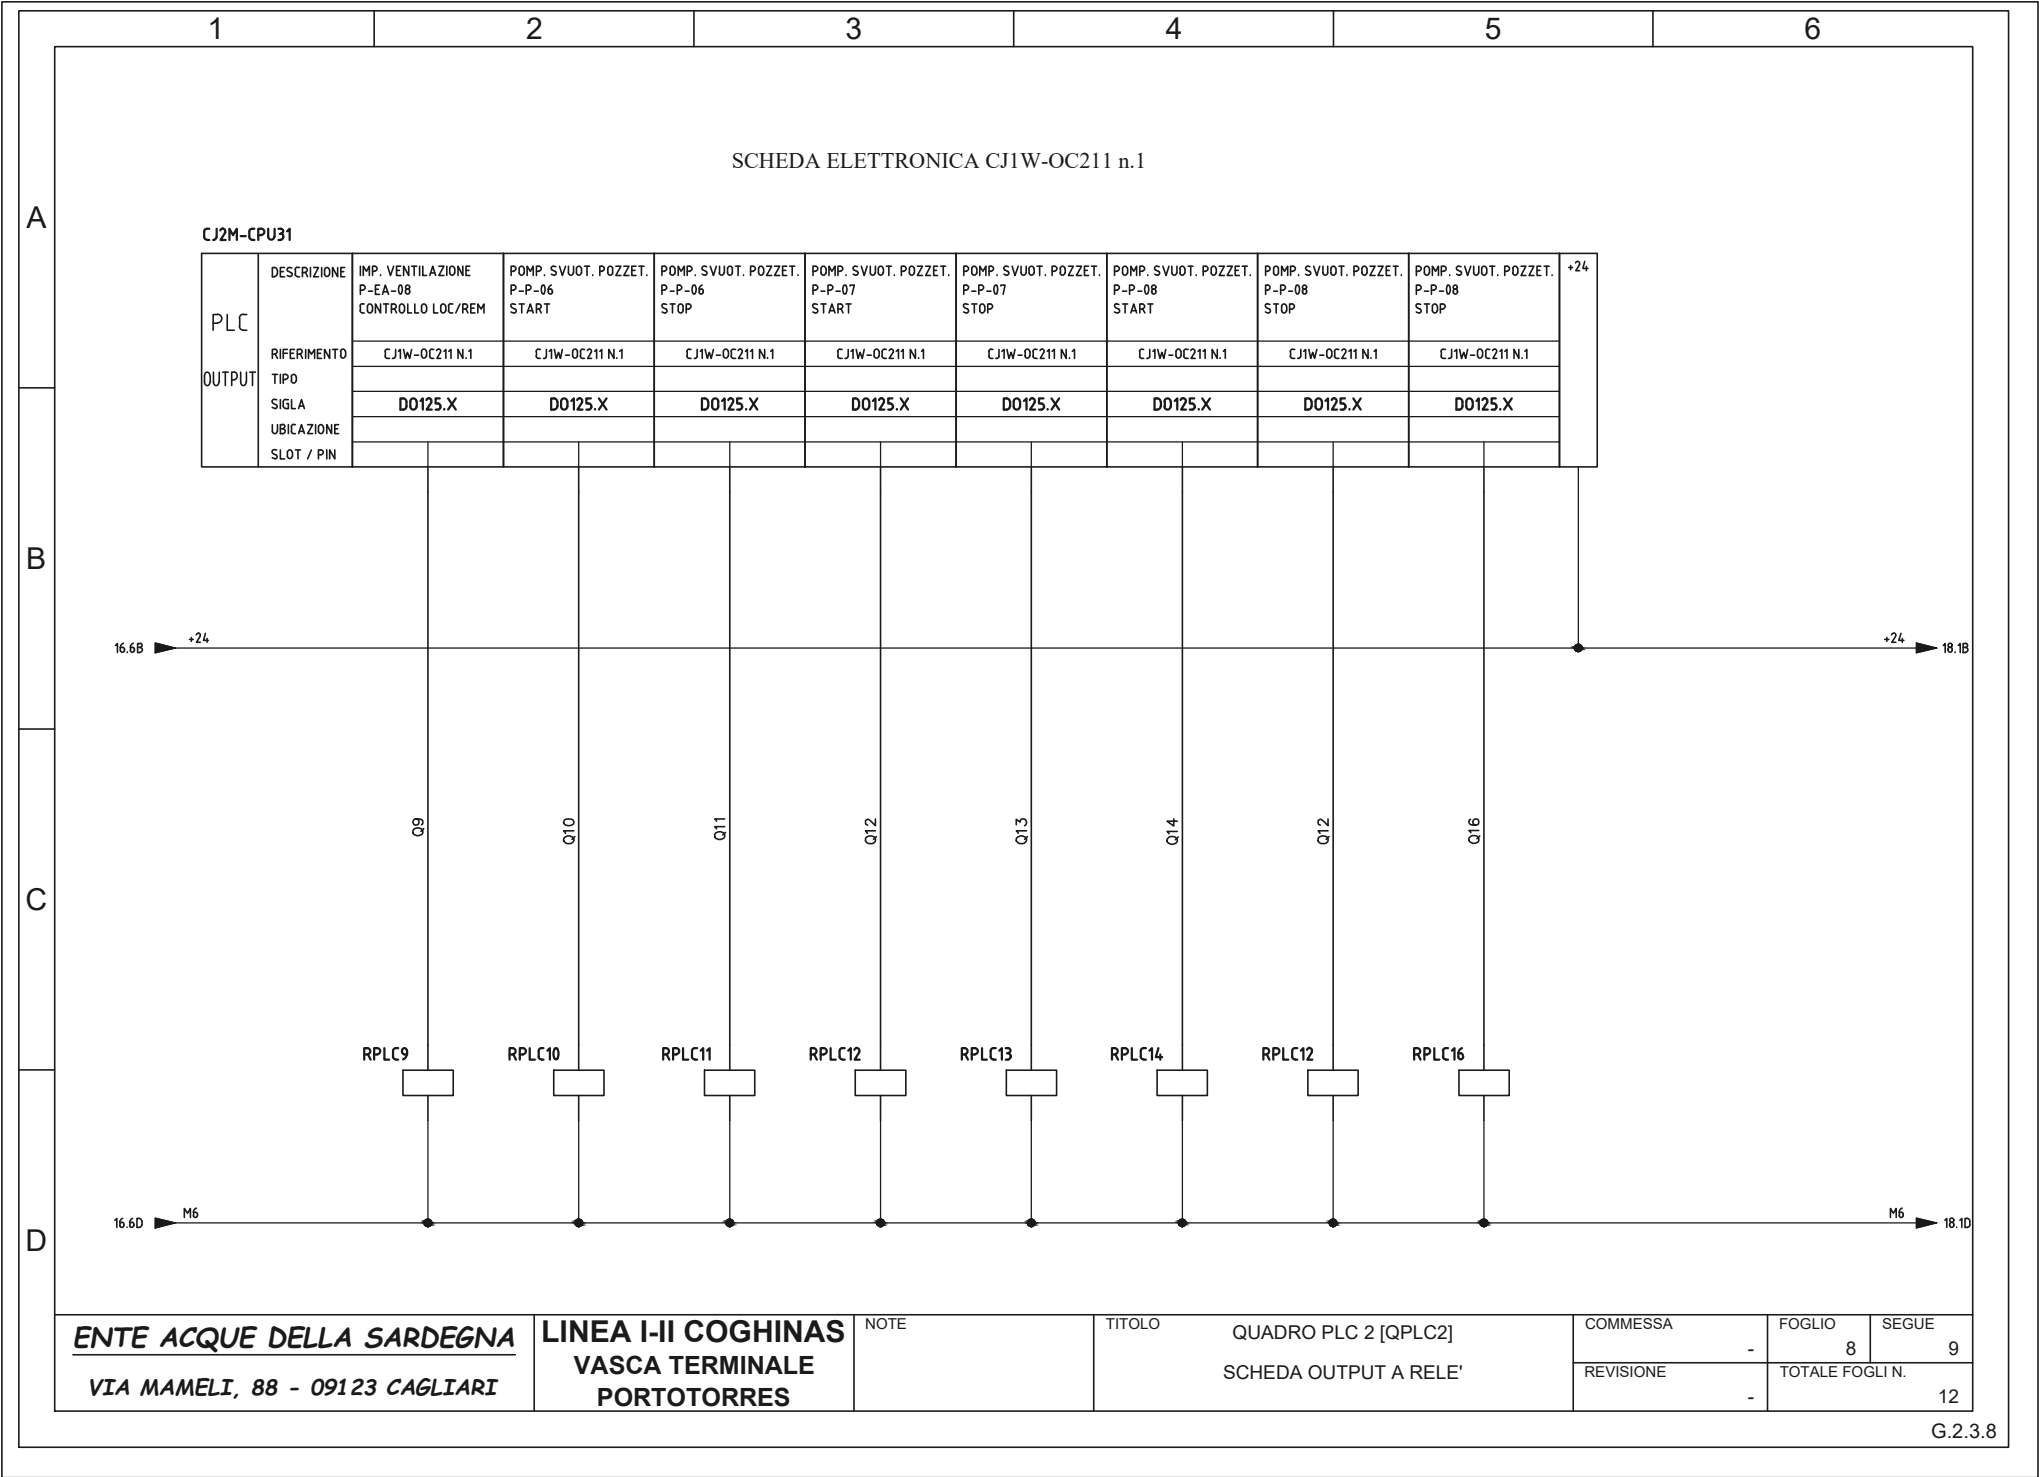 1 2 3 4 5 6
SCHEDA ELETTRONICA CJ1W-OC211 n.1
A
CJ2M-CPU31
PLC
OUTPUT
DESCRIZIONE
RIFERIMENTO
TIPO
SIGLA
UBICAZIONE
SLOT / PIN
IMP. VENTILAZIONE
P-EA-08
CONTROLLO LOC/REM
CJ1W-OC211 N.1
DO125.X
POMP. SVUOT. POZZET.
P-P-06
START
CJ1W-OC211 N.1
DO125.X
POMP. SVUOT. POZZET.
P-P-06
STOP
CJ1W-OC211 N.1
DO125.X
POMP. SVUOT. POZZET.
P-P-07
START
CJ1W-OC211 N.1
DO125.X
POMP. SVUOT. POZZET.
P-P-07
STOP
CJ1W-OC211 N.1
DO125.X
POMP. SVUOT. POZZET.
P-P-08
START
CJ1W-OC211 N.1
DO125.X
POMP. SVUOT. POZZET.
P-P-08
STOP
CJ1W-OC211 N.1
DO125.X
POMP. SVUOT. POZZET.
P-P-08
STOP
CJ1W-OC211 N.1
DO125.X
+24
B
16.6B +24 +24 18.1B
Q9 Q10 Q11 Q12 Q13 Q14 Q12 Q16
C
RPLC9 RPLC10 RPLC11 RPLC12 RPLC13 RPLC14 RPLC12 RPLC16
16.6D M6 M6 18.1D
D
ENTE ACQUE DELLA SARDEGNA
VIA MAMELI, 88 - 09123 CAGLIARI
LINEA I-II COGHINAS
VASCA TERMINALE
PORTOTORRES
NOTE
TITOLO
QUADRO PLC 2 [QPLC2]
SCHEDA OUTPUT A RELE'
COMMESSA
-
REVISIONE
-
FOGLIO
8
SEGUE
9
TOTALE FOGLI N.
12
G.2.3.8